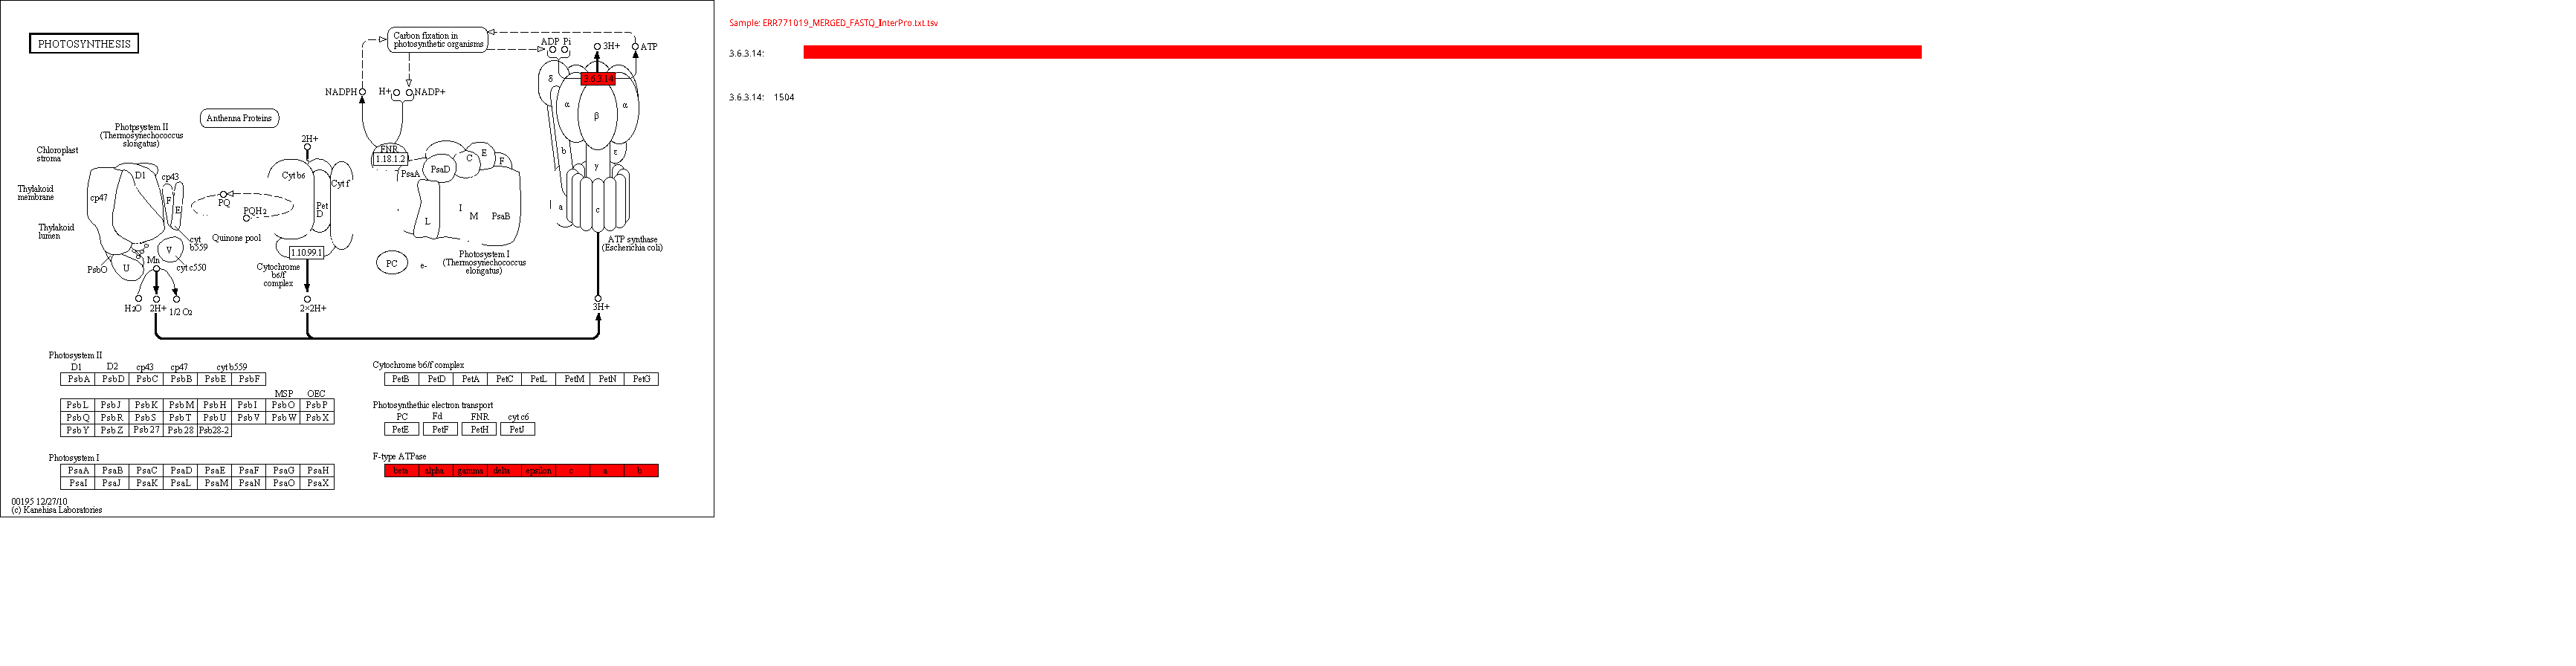 PHOTOSYNTHESIS
Carbon fixation in
photosynthetic organisms
ADP Pi
3H+
ATP
NADPH
H+
NADP+
3.6.3.14
δ
α
α
β
b
ε
γ
a
c
Anthenna Proteins
Photpsystem II
(Thermosynechococcus
elongatus)
Chloroplast
stroma
Thylakoid
membrane
Thylakoid
lumen
D1
cp43
cp47
F
E
cyt
b559
V
U
PsbO
Mn
cyt c550
H2O
2H+
1/2 O2
PQ
PQH2
Quinone pool
2H+
Cyt b6
Cyt f
Pet
D
1.10.99.1
Cytochrome
b6/f
complex
2×2H+
FNR
1.18.1.2
PsaA
PsaD
C
E
F
L
I
M
PsaB
PC
e-
Photosystem I
(Thermosynechococcus
elongatus)
ATP synthase
(Escherichia coli)
3H+
Photosystem II
D1 D2 cp43 cp47 cyt b559
PsbA PsbD PsbC PsbB PsbE PsbF
MSP OEC
PsbL PsbJ PsbK PsbM PsbH PsbI PsbO PsbP
PsbQ PsbR PsbS PsbT PsbU PsbV PsbW PsbX
PsbY PsbZ Psb27 Psb28 Psb28-2
Photosystem I
PsaA PsaB PsaC PsaD PsaE PsaF PsaG PsaH
PsaI PsaJ PsaK PsaL PsaM PsaN PsaO PsaX
Cytochrome b6/f complex
PetB PetD PetA PetC PetL PetM PetN PetG
Photosynthethic electron transport
PC Fd FNR cyt c6
PetE PetF PetH PetJ
F-type ATPase
beta alpha gamma delta epsilon c a b
00195 12/27/10
(c) Kanehisa Laboratories
Sample: ERR771019_MERGED_FASTQ_InterPro.txt.tsv
3.6.3.14:
3.6.3.14: 1504